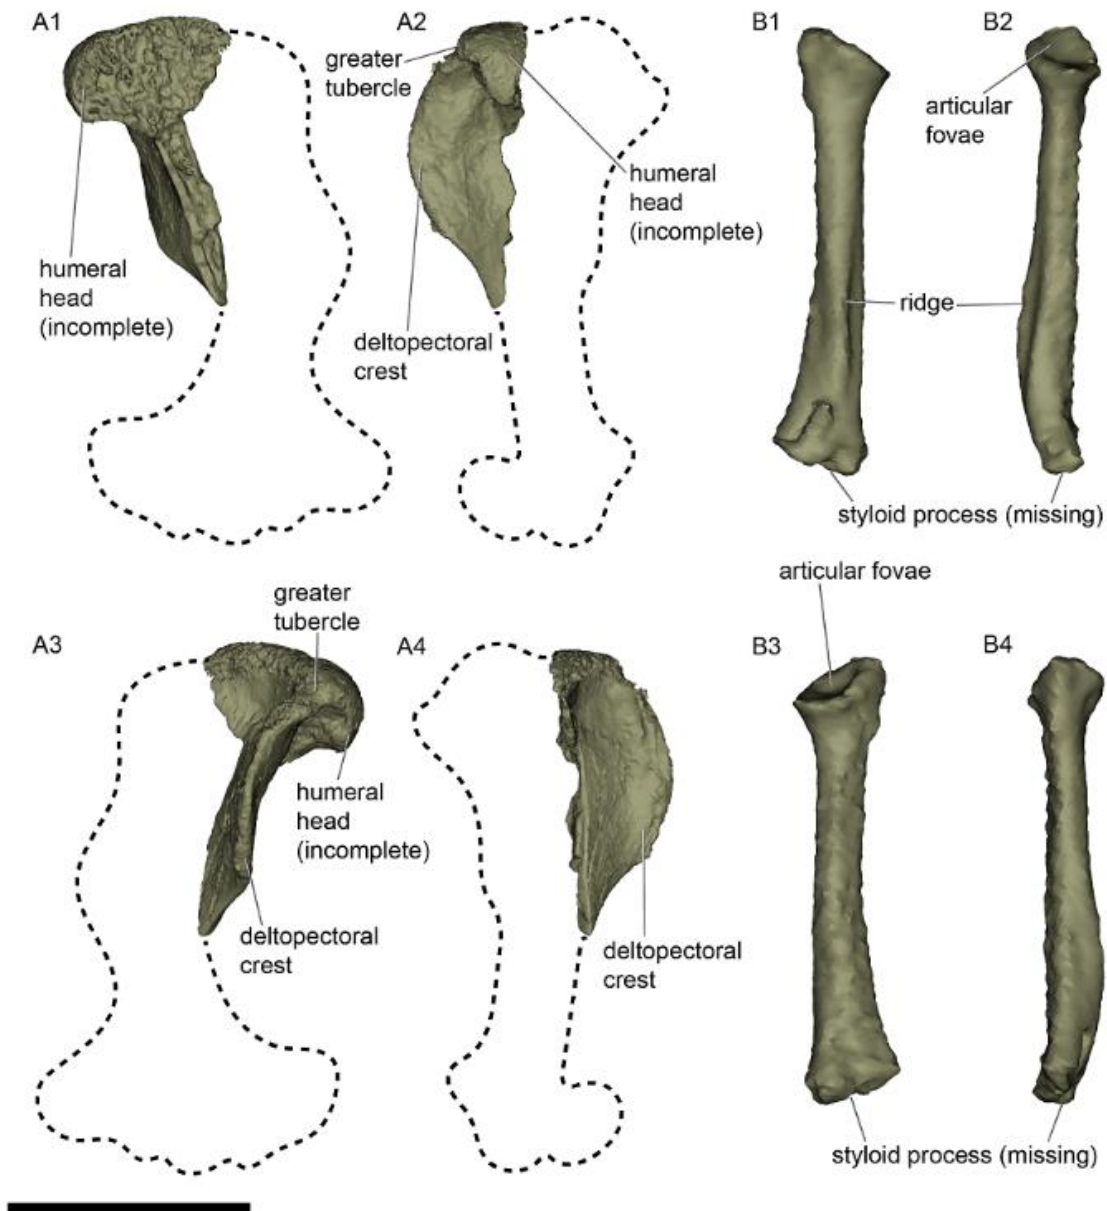 A1
A2
B1
B2
greater
tubercle
articular
fovae
humeral
head
(incomplete)
humeral
head
(incomplete)
ridge
deltopectoral
crest
styloid process (missing)
articular fovae
greater
tubercle
A3
A4
B3
B4
humeral
head
(incomplete)
deltopectoral
crest
deltopectoral
crest
styloid process (missing)